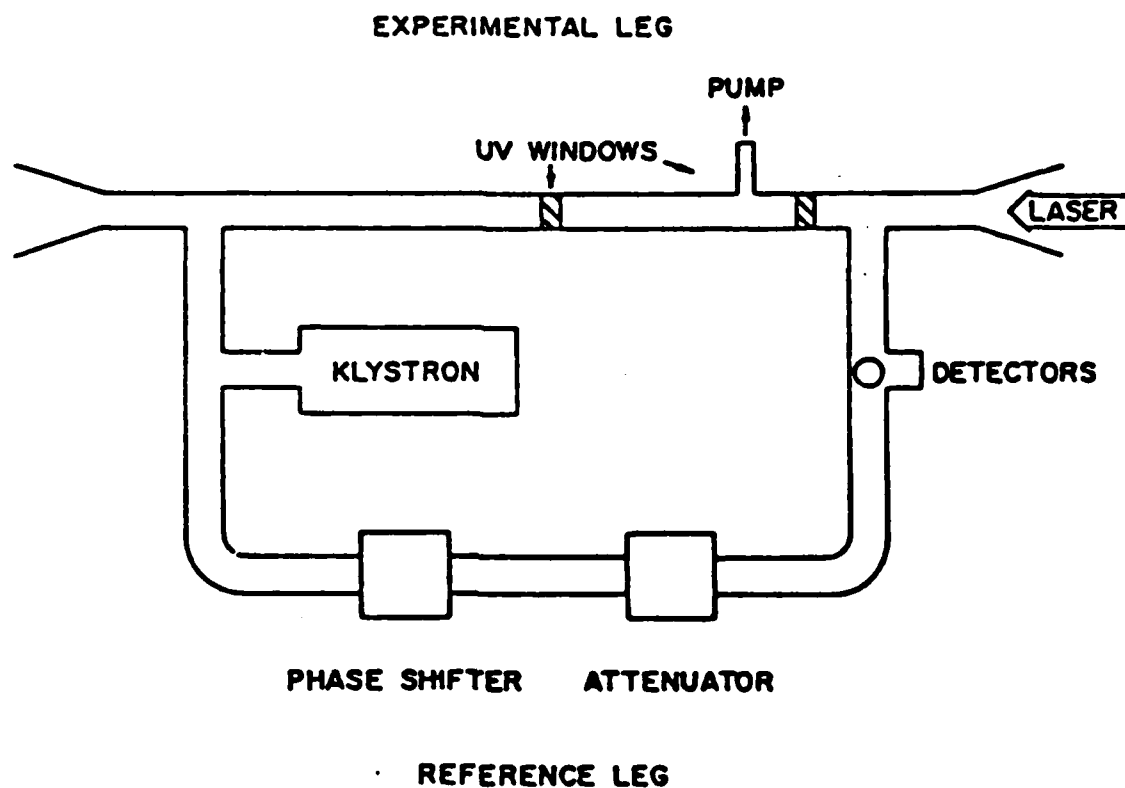 EXPERIMENTAL LEG
PUMP
UV WINDOWS
LASER
KLYSTRON
DETECTORS
PHASE SHIFTER
ATTENUATOR
REFERENCE LEG